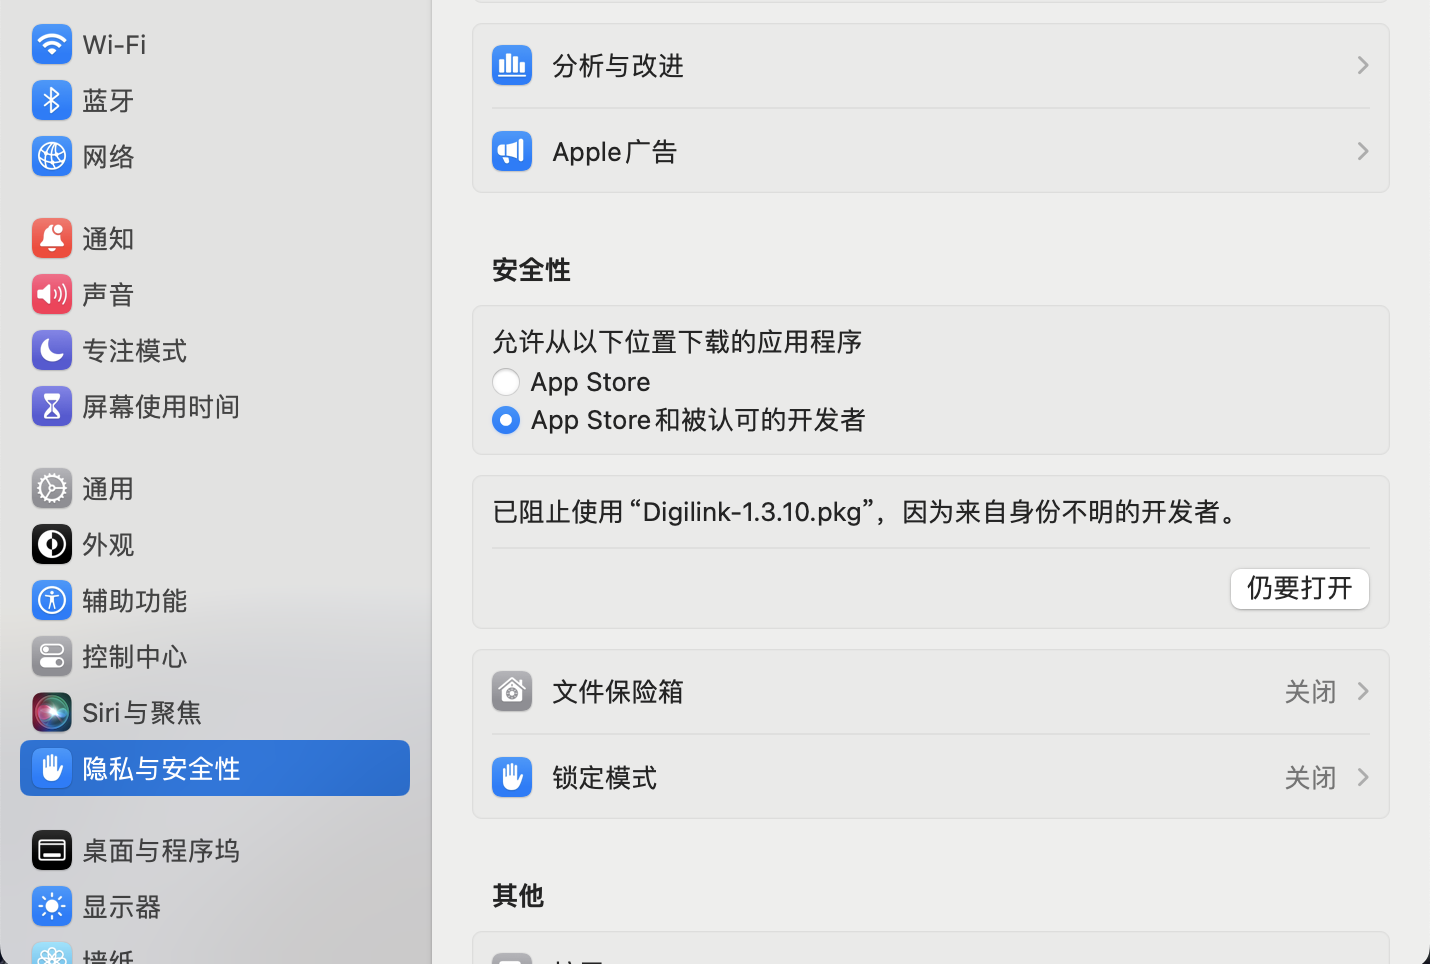 Wi-Fi
蓝牙
网络
通知
声音
专注模式
屏幕使用时间
通用
外观
辅助功能
控制中心
Siri与聚焦
隐私与安全性
桌面与程序坞
显示器
墙纸
分析与改进
Apple广告
安全性
允许从以下位置下载的应用程序
App Store
App Store和被认可的开发者
已阻止使用“Digilink-1.3.10.pkg”，因为来自身份不明的开发者。
仍要打开
文件保险箱 关闭
锁定模式 关闭
其他